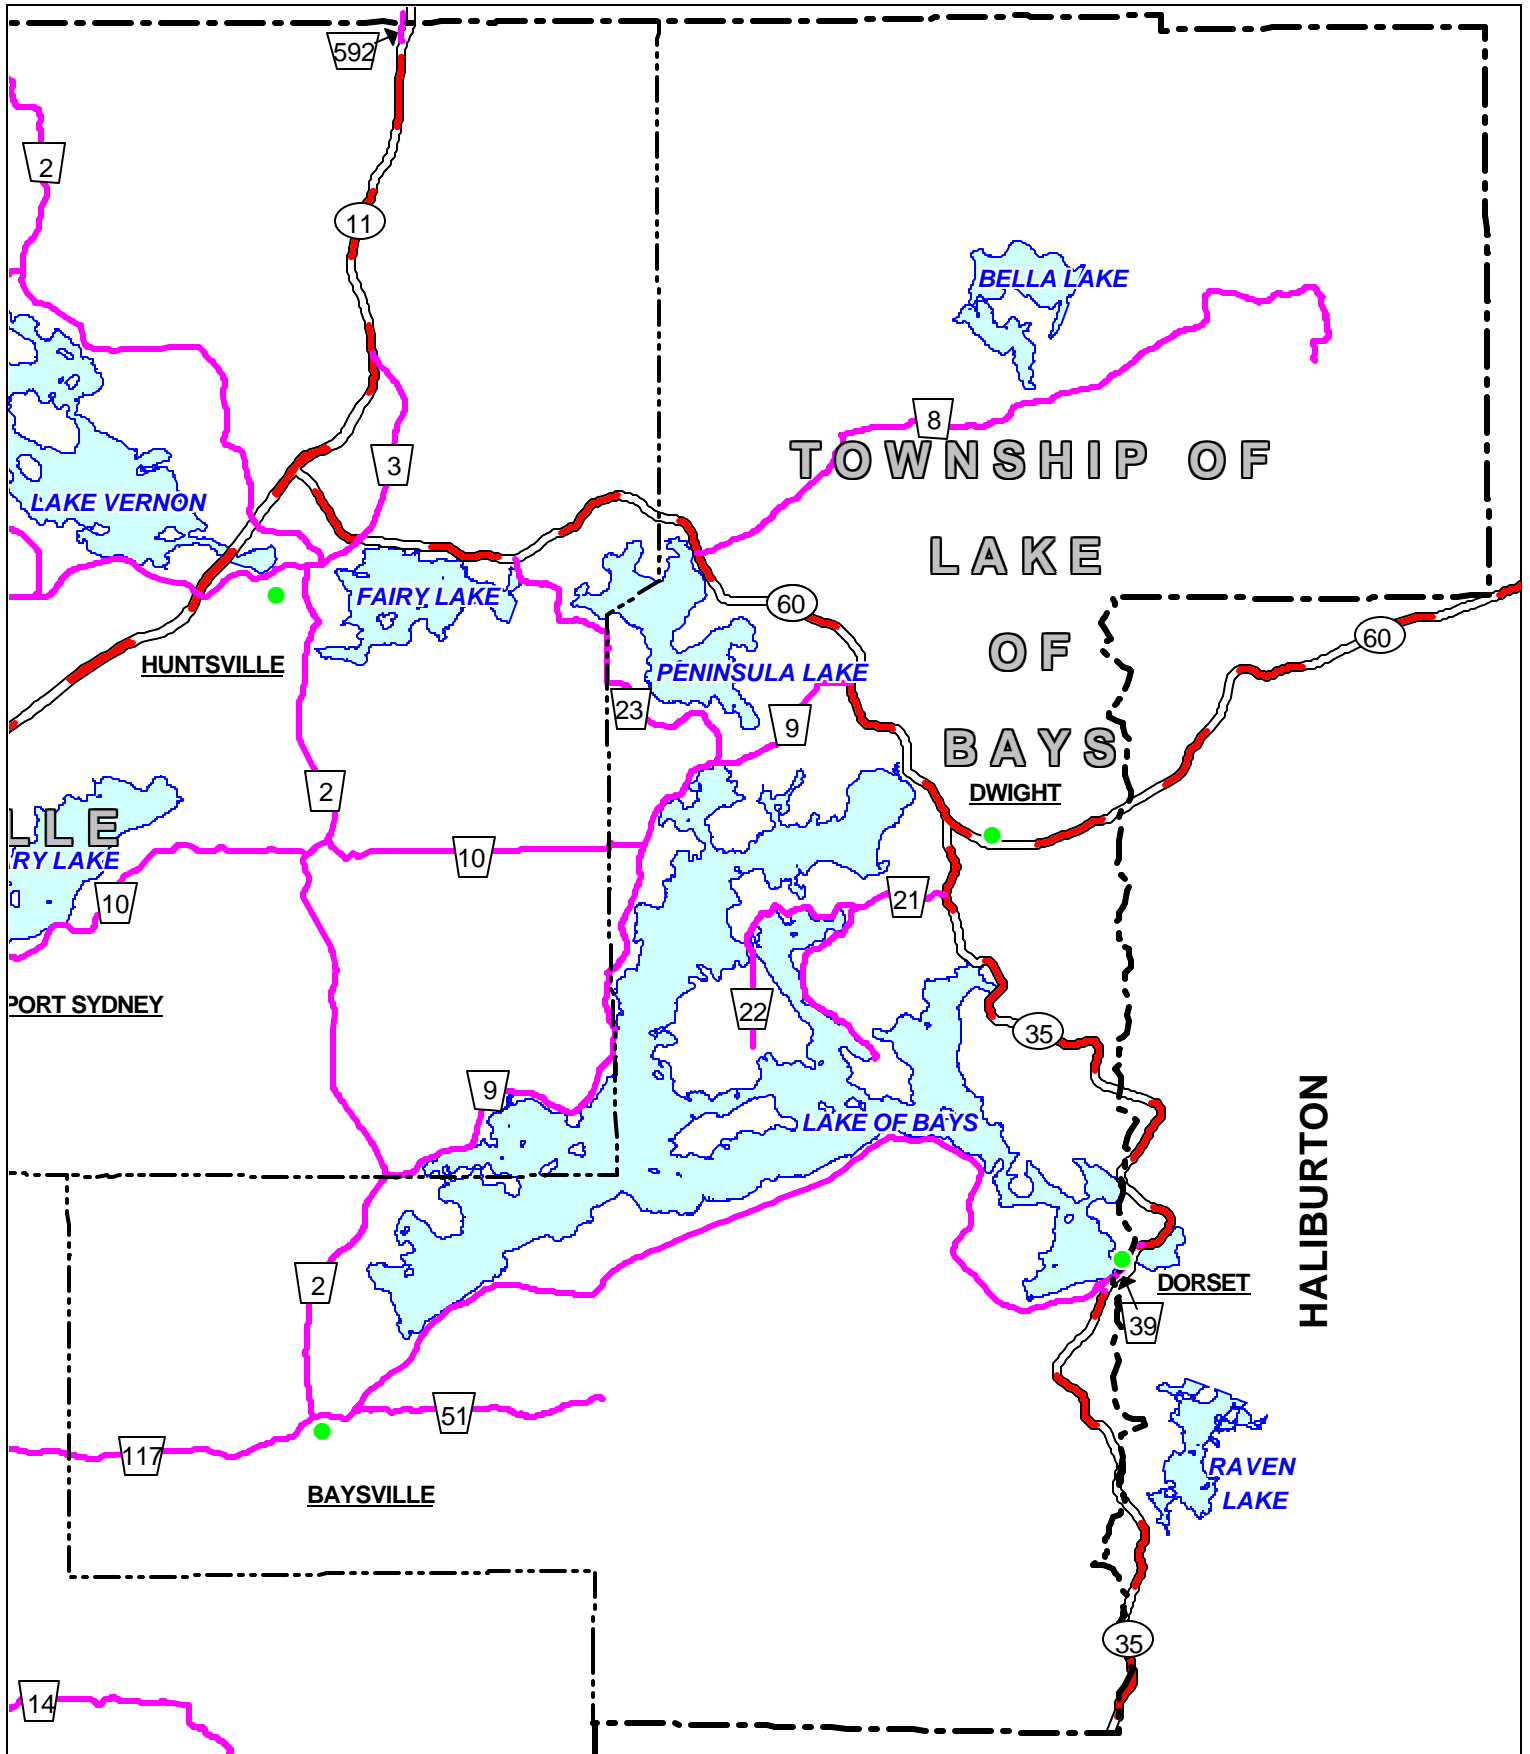 592
2
11
BELLA LAKE
8
3
TOWNSHIP OF
LAKE VERNON
LAKE
FAIRY LAKE
60
60
OF
HUNTSVILLE
PENINSULA LAKE
23
9
BAYS
2
DWIGHT
LLE
RY LAKE
10
10
21
PORT SYDNEY
22
35
9
LAKE OF BAYS
HALIBURTON
2
DORSET
39
51
117
RAVEN
LAKE
BAYSVILLE
35
14